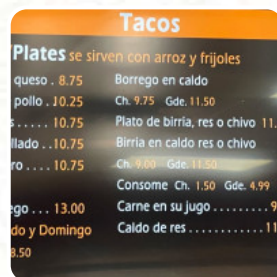 Tacos
/Plates se sirven con arroz y frijoles
queso . 8.75
pollo . 10.25
s ..... 10.75
llado .. 10.75
ro .... 10.75
ego ... 13.00
do y Domingo
8.50
Borrego en caldo
Ch. 9.75 Gde. 11.50
Plato de birria, res o chivo 11.
Birria en caldo res o chivo
Ch. 9.00 Gde. 11.50
Consome Ch. 1.50 Gde. 4.99
Carne en su jugo ......... 9
Caldo de res ............ 11